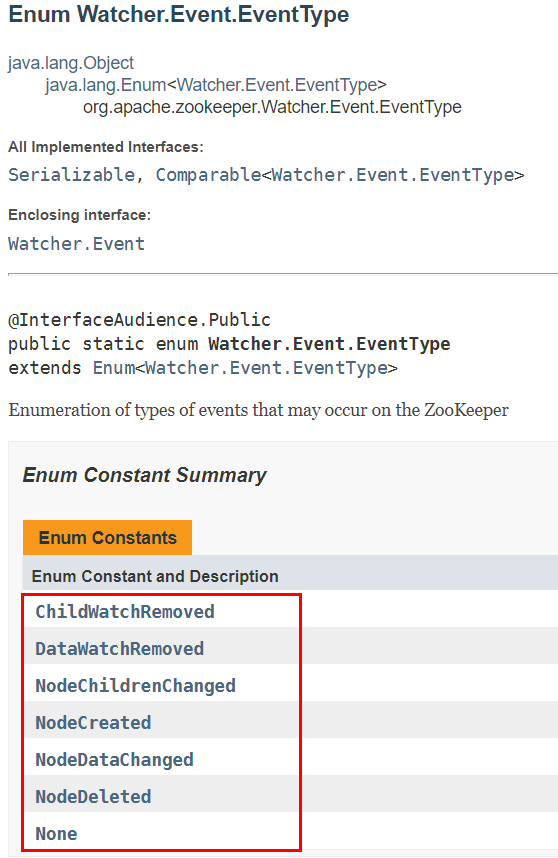 Enum Watcher.Event.EventType
java.lang.Object
java.lang.Enum<Watcher.Event.EventType>
org.apache.zookeeper.Watcher.Event.EventType
All Implemented Interfaces:
Serializable, Comparable<Watcher.Event.EventType>
Enclosing interface:
Watcher.Event
@InterfaceAudience.Public
public static enum Watcher.Event.EventType
extends Enum<Watcher.Event.EventType>
Enumeration of types of events that may occur on the ZooKeeper
Enum Constant Summary
Enum Constants
Enum Constant and Description
ChildWatchRemoved
DataWatchRemoved
NodeChildrenChanged
NodeCreated
NodeDataChanged
NodeDeleted
None